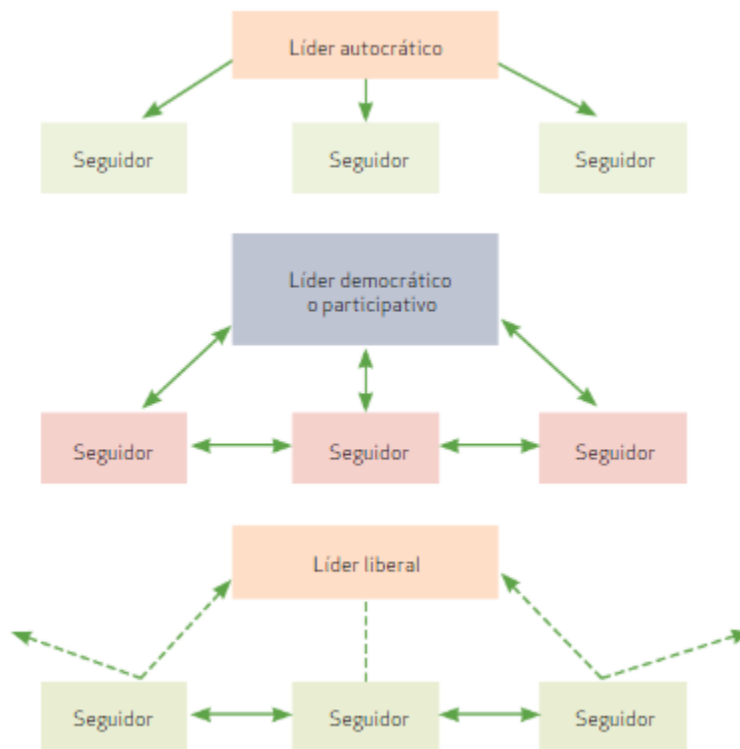 Líder autocrático
Seguidor
Seguidor
Seguidor
Líder democrático
o participativo
Seguidor
Seguidor
Seguidor
Líder liberal
Seguidor
Seguidor
Seguidor